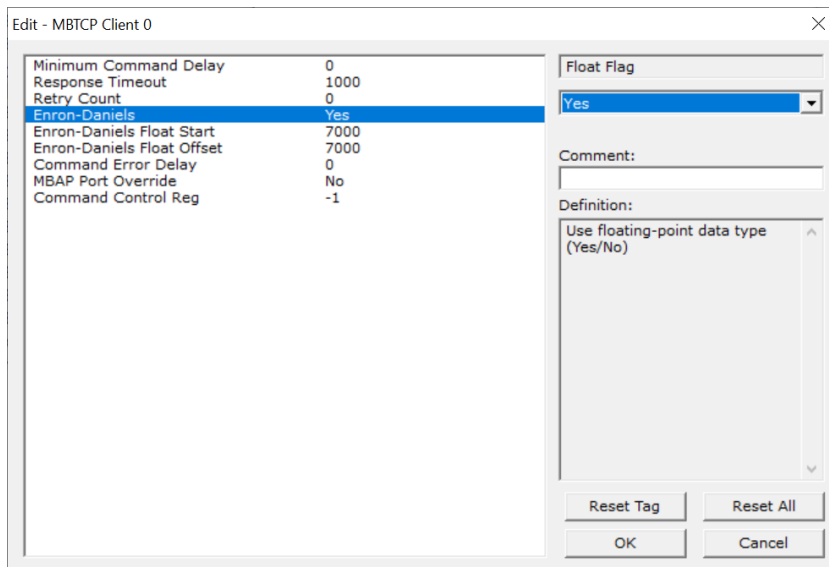 Edit - MBTCP Client 0
Minimum Command Delay 0
Response Timeout 1000
Retry Count 0
Enron-Daniels Yes
Enron-Daniels Float Start 7000
Enron-Daniels Float Offset 7000
Command Error Delay 0
MBAP Port Override No
Command Control Reg -1
Float Flag
Yes
Comment:
Definition:
Use floating-point data type
(Yes/No)
Reset Tag Reset All
OK Cancel